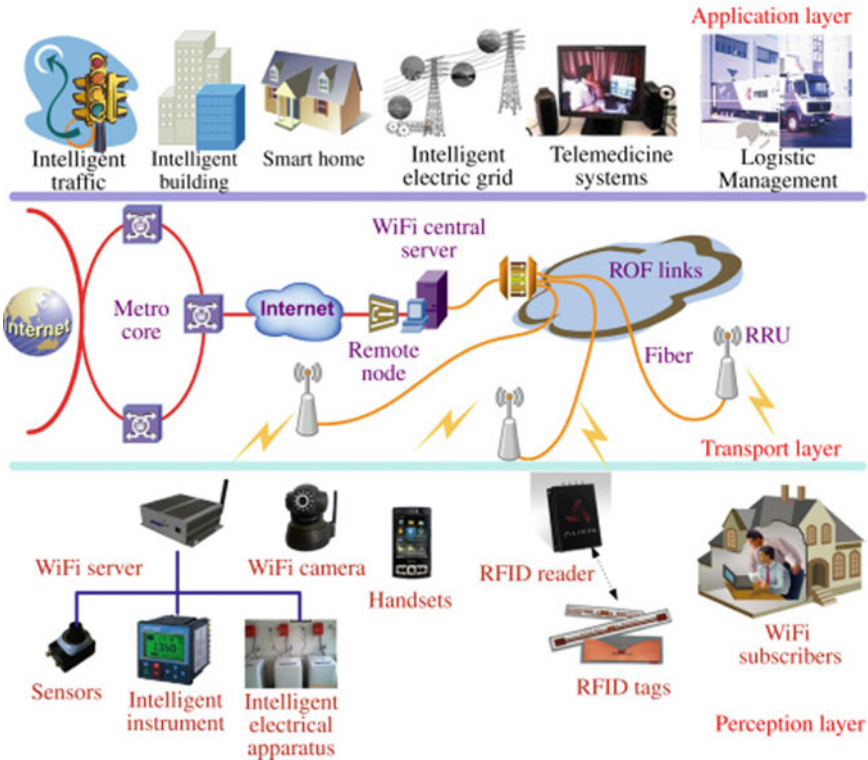 Application layer
Intelligent
traffic
Intelligent
building
Smart home
Intelligent
electric grid
Telemedicine
systems
Logistic
Management
WiFi central
server
ROF links
Internet
Metro
core
Internet
Remote
node
Fiber
RRU
Transport layer
WiFi server
WiFi camera
Handsets
RFID reader
ALIEN
WiFi
subscribers
Sensors
Intelligent
instrument
Intelligent
electrical
apparatus
RFID tags
Perception layer